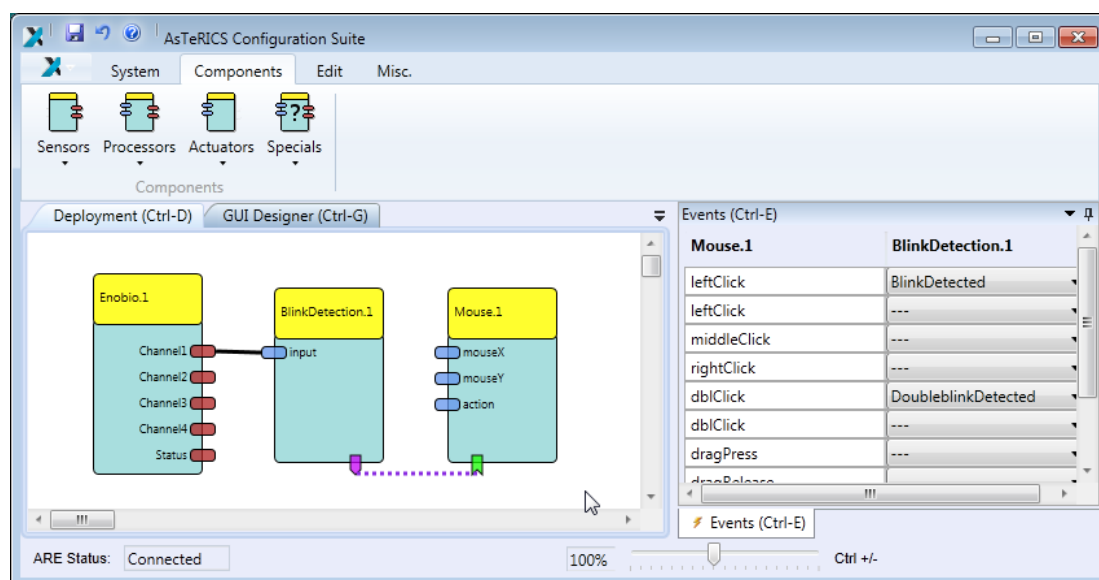 AsTeRICS Configuration Suite
System Components Edit Misc.
Sensors Processors Actuators Specials
Components
Deployment (Ctrl-D) GUI Designer (Ctrl-G)
Events (Ctrl-E)
Mouse.1 BlinkDetection.1
leftClick BlinkDetected
leftClick ---
middleClick ---
rightClick ---
dblClick DoubleblinkDetected
dblClick ---
dragPress ---
dragRelease
Enobio.1
Channel1
Channel2
Channel3
Channel4
Status
BlinkDetection.1
input
Mouse.1
mouseX
mouseY
action
Events (Ctrl-E)
ARE Status: Connected 100% Ctrl +/-